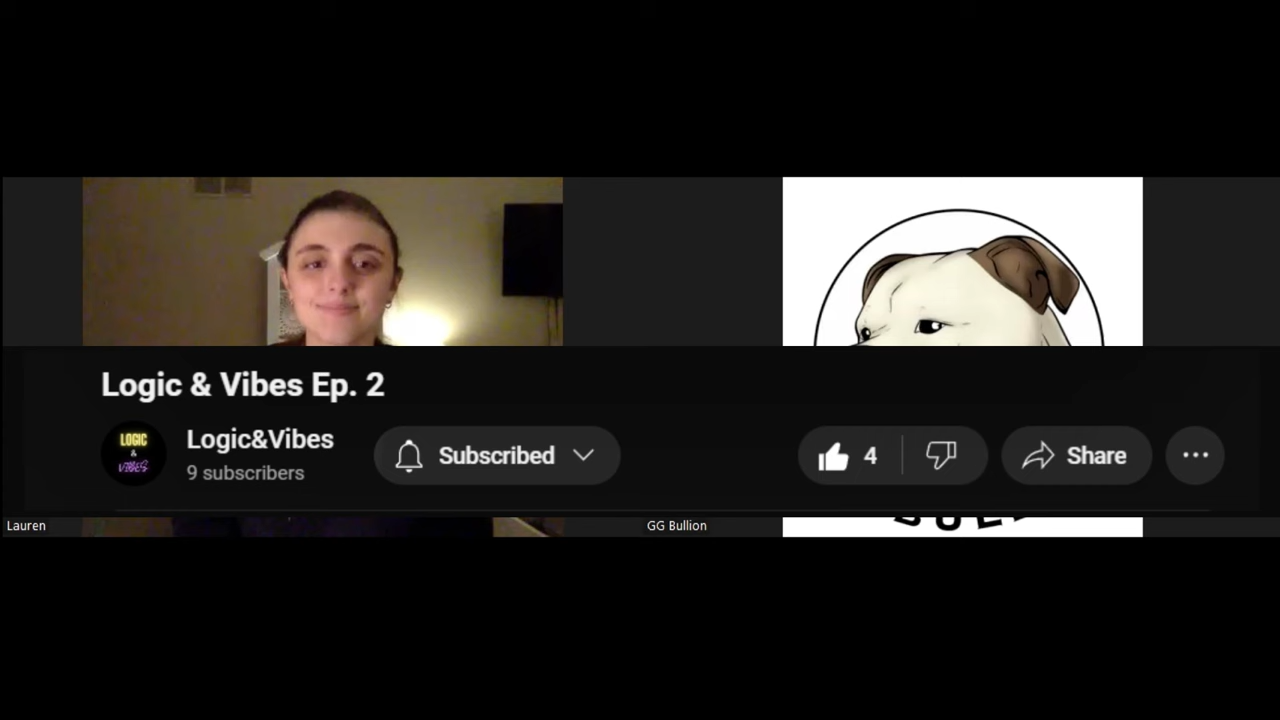 Logic & Vibes Ep. 2
LOGIC
&
VIBES
Logic&Vibes
9 subscribers
Subscribed
4
Share
Lauren
GG Bullion